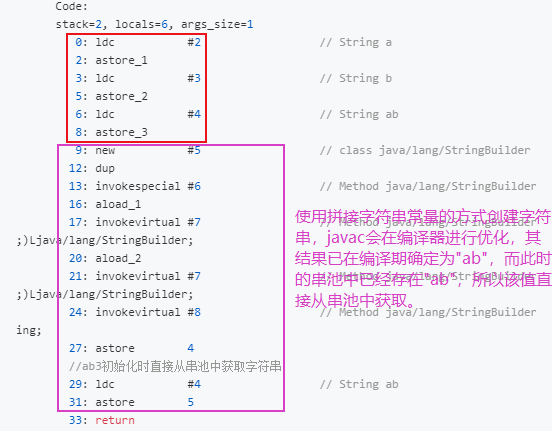 Code:
stack=2, locals=6, args_size=1
0: ldc #2 // String a
2: astore_1
3: ldc #3 // String b
5: astore_2
6: ldc #4 // String ab
8: astore_3
9: new #5 // class java/lang/StringBuilder
12: dup
13: invokespecial #6 // Method java/lang/StringBuilder
16: aload_1
17: invokevirtual #7 // Method java/lang/StringBuilder
;)Ljava/lang/StringBuilder;
20: aload_2
21: invokevirtual #7 // Method java/lang/StringBuilder
;)Ljava/lang/StringBuilder;
24: invokevirtual #8 // Method java/lang/StringBuilder
ing;
27: astore 4
//ab3初始化时直接从串池中获取字符串
29: ldc #4 // String ab
31: astore 5
33: return
使用拼接字符串常量的方式创建字符
串，javac会在编译器进行优化，其
结果已在编译期确定为"ab"，而此时
的串池中已经存在"ab"，所以该值直
接从串池中获取。